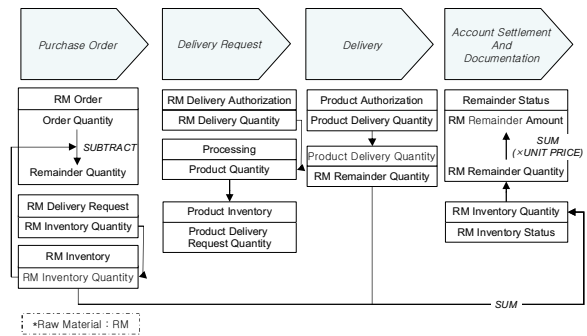 Purchase Order
Delivery Request
Delivery
Account Settlement
And
Documentation
RM Order
Order Quantity
SUBTRACT
Remainder Quantity
RM Delivery Request
RM Inventory Quantity
RM Inventory
RM Inventory Quantity
RM Delivery Authorization
RM Delivery Quantity
Processing
Product Quantity
Product Inventory
Product Delivery
Request Quantity
Product Authorization
Product Delivery Quantity
Product Delivery Quantity
RM Remainder Quantity
Remainder Status
RM Remainder Amount
SUM
(×UNIT PRICE)
RM Remainder Quantity
RM Inventory Quantity
RM Inventory Status
SUM
*Raw Material : RM